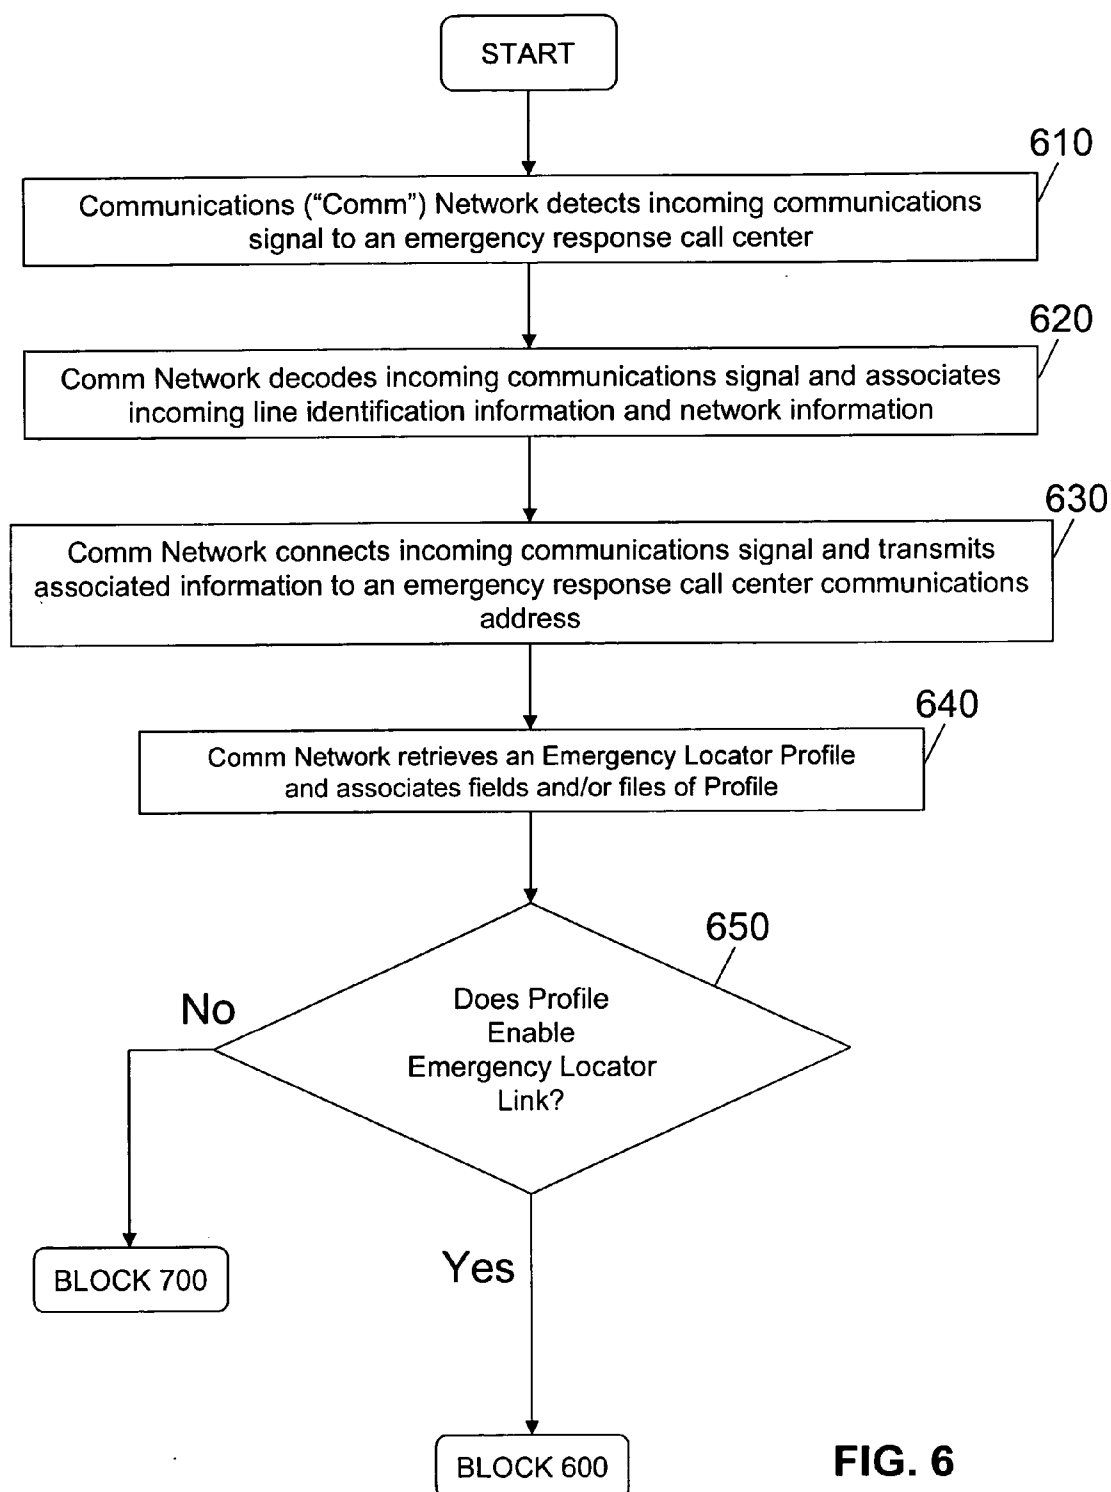 START
610
Communications (“Comm”) Network detects incoming communications
signal to an emergency response call center
620
Comm Network decodes incoming communications signal and associates
incoming line identification information and network information
630
Comm Network connects incoming communications signal and transmits
associated information to an emergency response call center communications
address
640
Comm Network retrieves an Emergency Locator Profile
and associates fields and/or files of Profile
650
Does Profile
Enable
Emergency Locator
Link?
No
BLOCK 700
Yes
BLOCK 600
FIG. 6